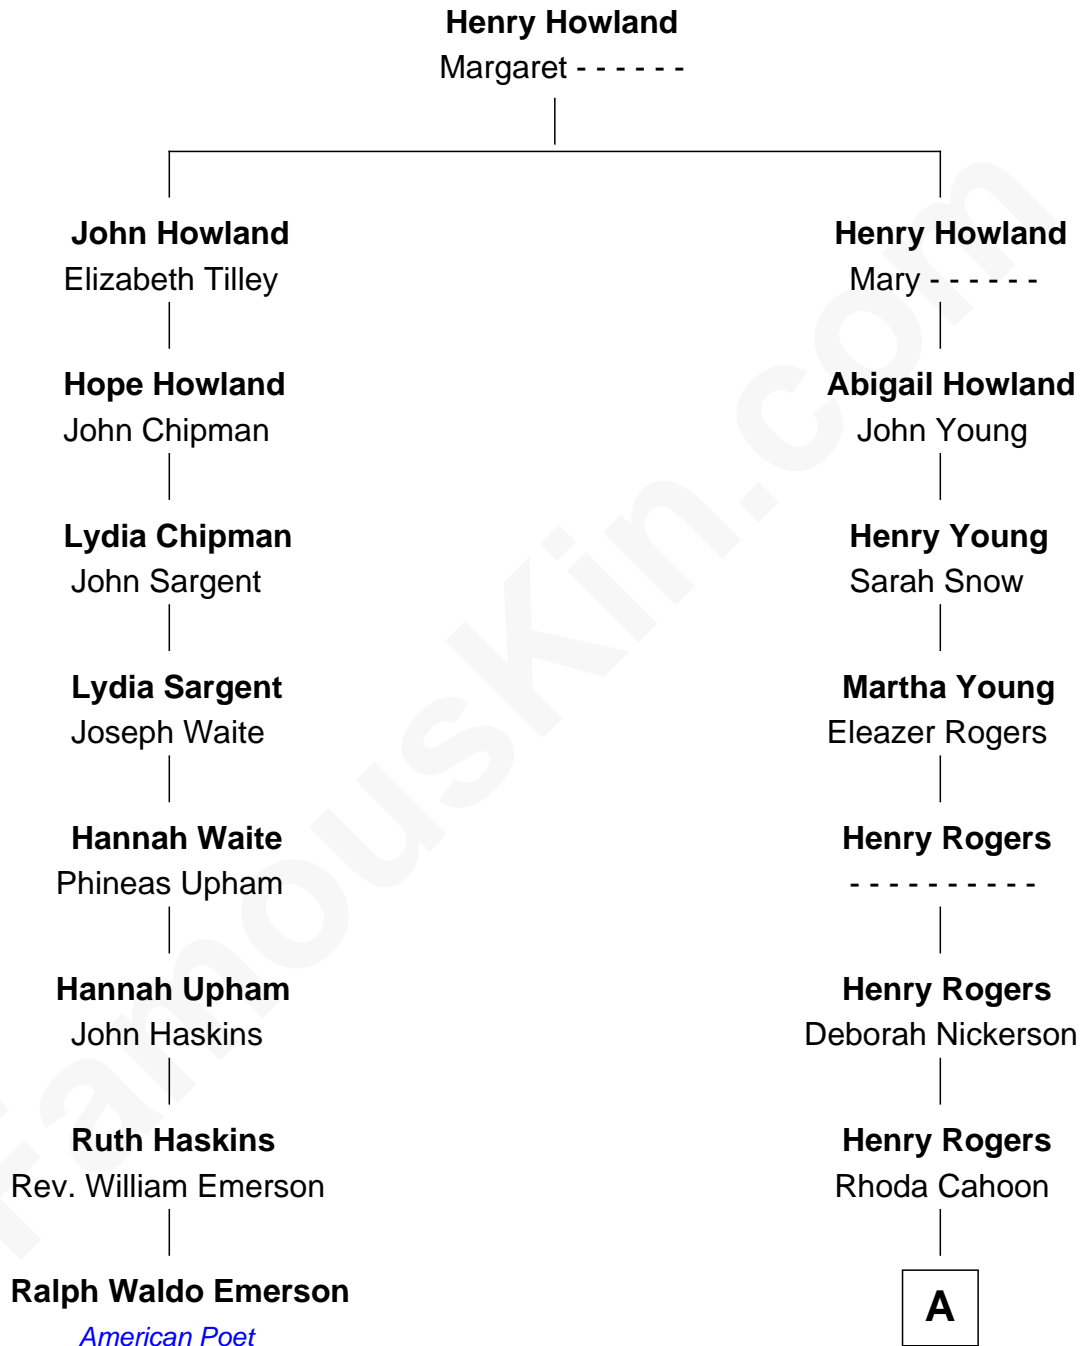 Henry Howland
Margaret - - - - - -
John Howland
Elizabeth Tilley
Henry Howland
Mary - - - - - -
Hope Howland
John Chipman
Abigail Howland
John Young
Lydia Chipman
John Sargent
Henry Young
Sarah Snow
Lydia Sargent
Joseph Waite
Martha Young
Eleazer Rogers
Hannah Waite
Phineas Upham
Henry Rogers
- - - - - - - - - -
Hannah Upham
John Haskins
Henry Rogers
Deborah Nickerson
Ruth Haskins
Rev. William Emerson
Henry Rogers
Rhoda Cahoon
Ralph Waldo Emerson
American Poet
A
FamousKin.com